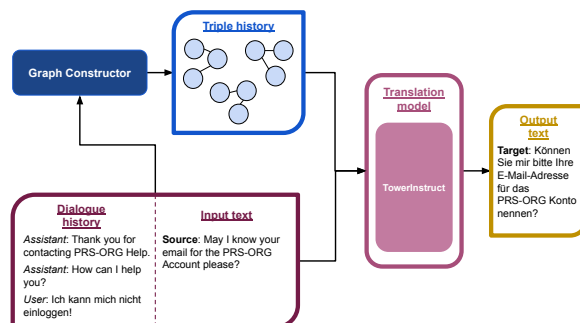 Triple history
Graph Constructor
Translation
model
TowerInstruct
Output
text
Target: Können
Sie mir bitte Ihre
E-Mail-Adresse
für das
PRS-ORG Konto
nennen?
Dialogue
history
Assistant: Thank you for
contacting PRS-ORG Help.
Assistant: How can I help
you?
User: Ich kann mich nicht
einloggen!
Input text
Source: May I know your
email for the PRS-ORG
Account please?